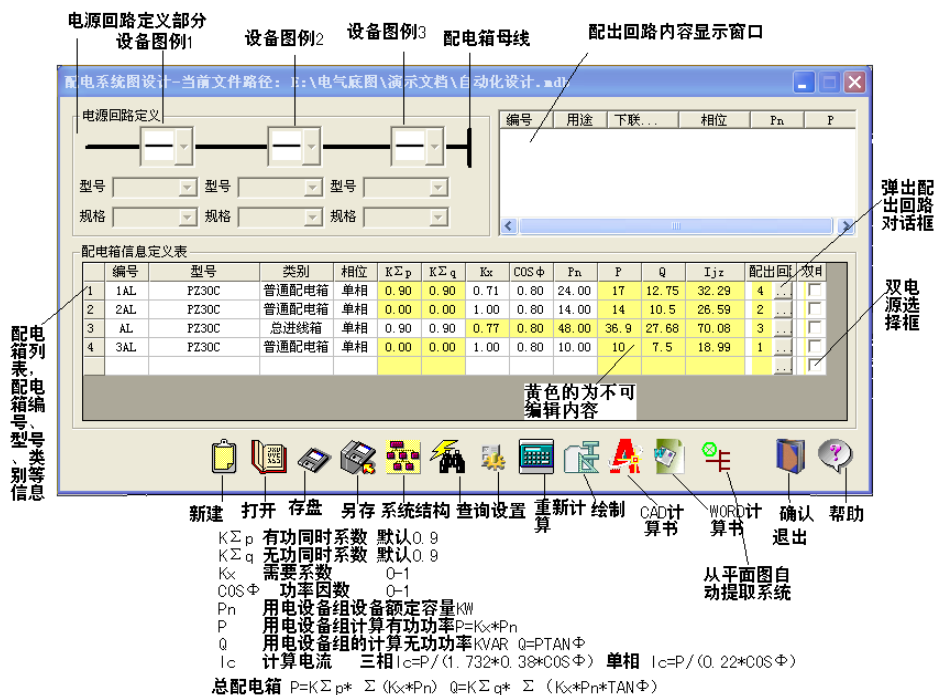 电源回路定义部分
设备图例1
设备图例2
设备图例3
配电箱母线
配出回路内容显示窗口
配电系统图设计-当前文件路径: E:\电气底图\演示文档\自动化设计.mdb
电源回路定义
编号 用途 下联... 相位 Pn P
型号 型号 型号
规格 规格 规格
弹出配
出回路
对话框
配电箱信息定义表
编号 型号 类别 相位 KΣp KΣq Kx COSΦ Pn P Q Ijz 配出回 双电
1 1AL PZ30C 普通配电箱 单相 0.90 0.90 0.71 0.80 24.00 17 12.75 32.29 4 ...
2 2AL PZ30C 普通配电箱 单相 0.00 0.00 1.00 0.80 14.00 14 10.5 26.59 2 ...
3 AL PZ30C 总进线箱 单相 0.90 0.90 0.77 0.80 48.00 36.9 27.68 70.08 3 ...
4 3AL PZ30C 普通配电箱 单相 0.00 0.00 1.00 0.80 10.00 10 7.5 18.99 1 ...
...
双电
源选
择框
配电
箱列
表,
配电
箱编
号、
型号
、类
别等
信息
黄色的为不可
编辑内容
新建 打开 存盘 另存 系统结构 查询设置 重新计算 绘制 CAD计算书 WORD计算书 确认退出 帮助
从平面图自
动提取系统
KΣp 有功同时系数 默认0.9
KΣq 无功同时系数 默认0.9
Kx 需要系数 0-1
COSΦ 功率因数 0-1
Pn 用电设备组设备额定容量KW
P 用电设备组计算有功功率P=Kx*Pn
Q 用电设备组的计算无功功率KVAR Q=PTANΦ
Ic 计算电流 三相Ic=P/(1.732*0.38*COSΦ) 单相 Ic=P/(0.22*COSΦ)
总配电箱 P=KΣp* Σ(Kx*Pn) Q=KΣq* Σ (Kx*Pn*TANΦ)